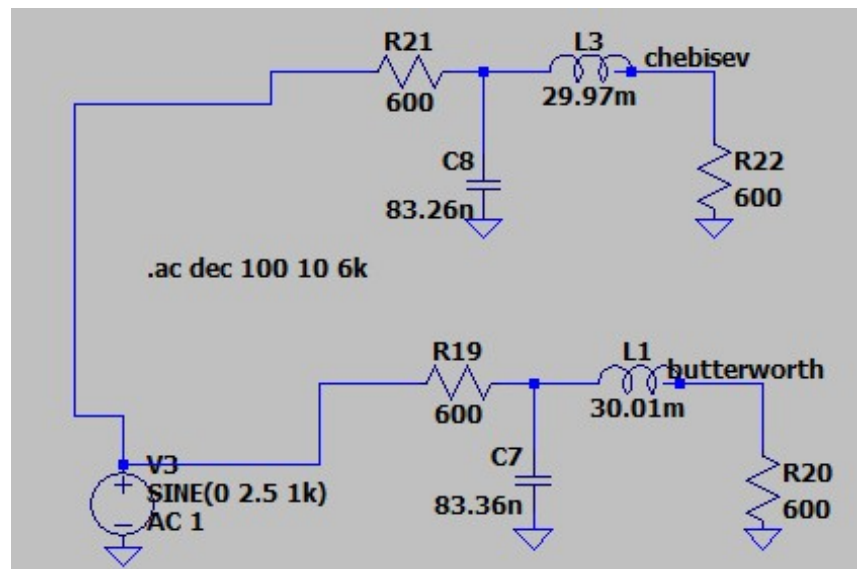 R21
600
L3
29.97m
chebisev
C8
83.26n
R22
600
.ac dec 100 10 6k
R19
600
L1
30.01m
butterworth
C7
83.36n
R20
600
V3
SINE(0 2.5 1k)
AC 1